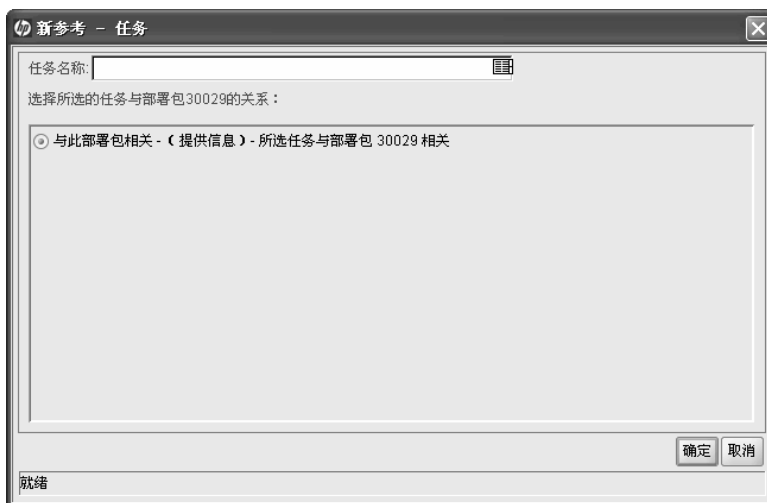 hp 新参考 - 任务
任务名称:
选择所选的任务与部署包30029的关系：
与此部署包相关 - （提供信息）- 所选任务与部署包 30029 相关
确定 取消
就绪